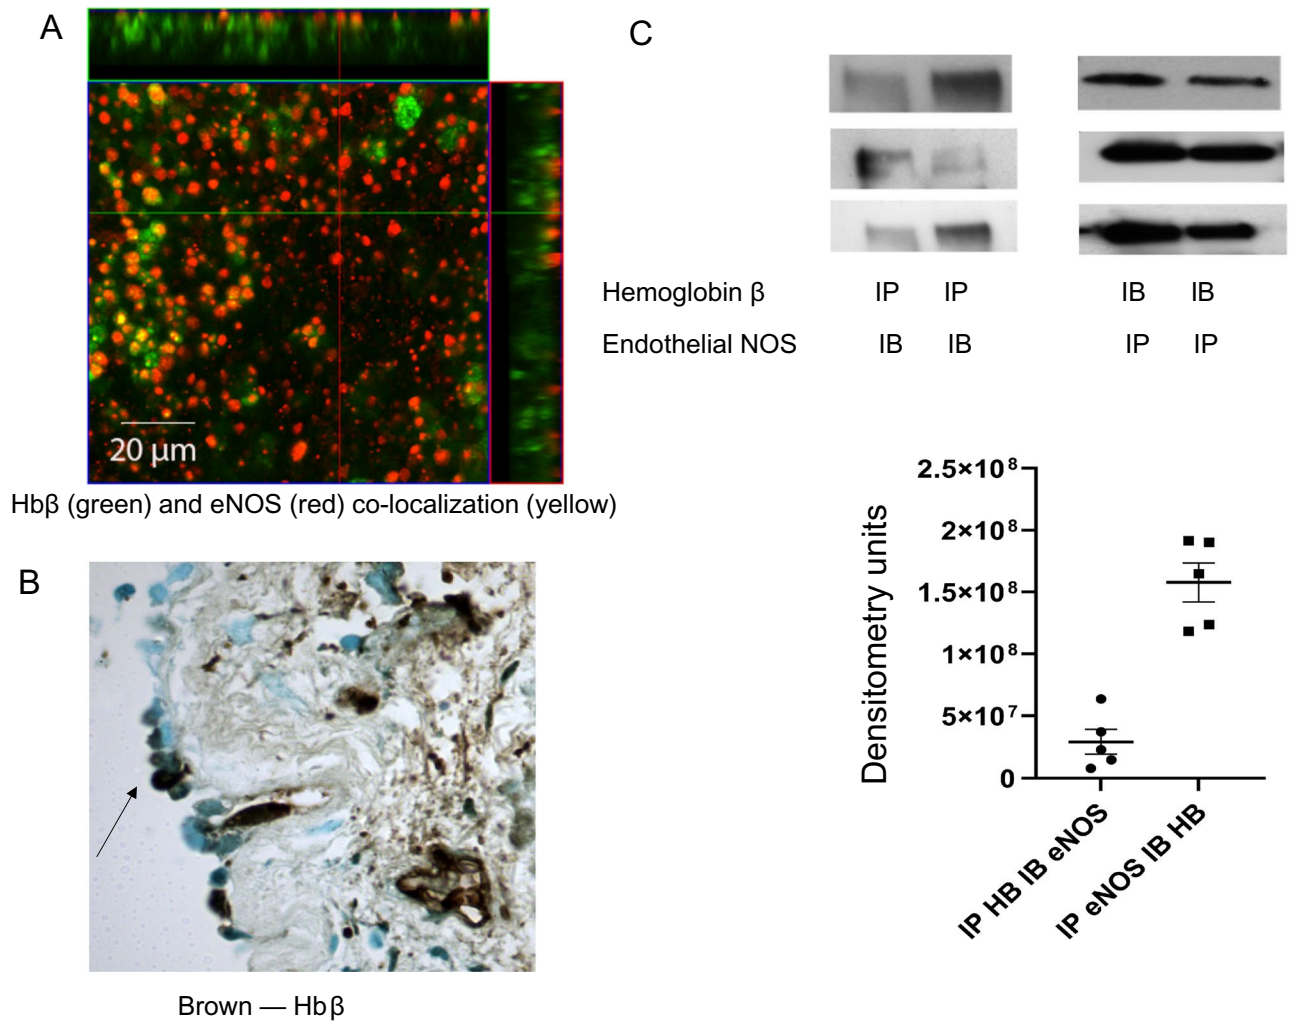 A
20 μm
Hbβ (green) and eNOS (red) co-localization (yellow)
B
Brown — Hbβ
C
Hemoglobin β IP IP IB IB
Endothelial NOS IB IB IP IP
Densitometry units
2.5×10⁸
2×10⁸
1.5×10⁸
1×10⁸
5×10⁷
0
IP HB IB eNOS
IP eNOS IB HB